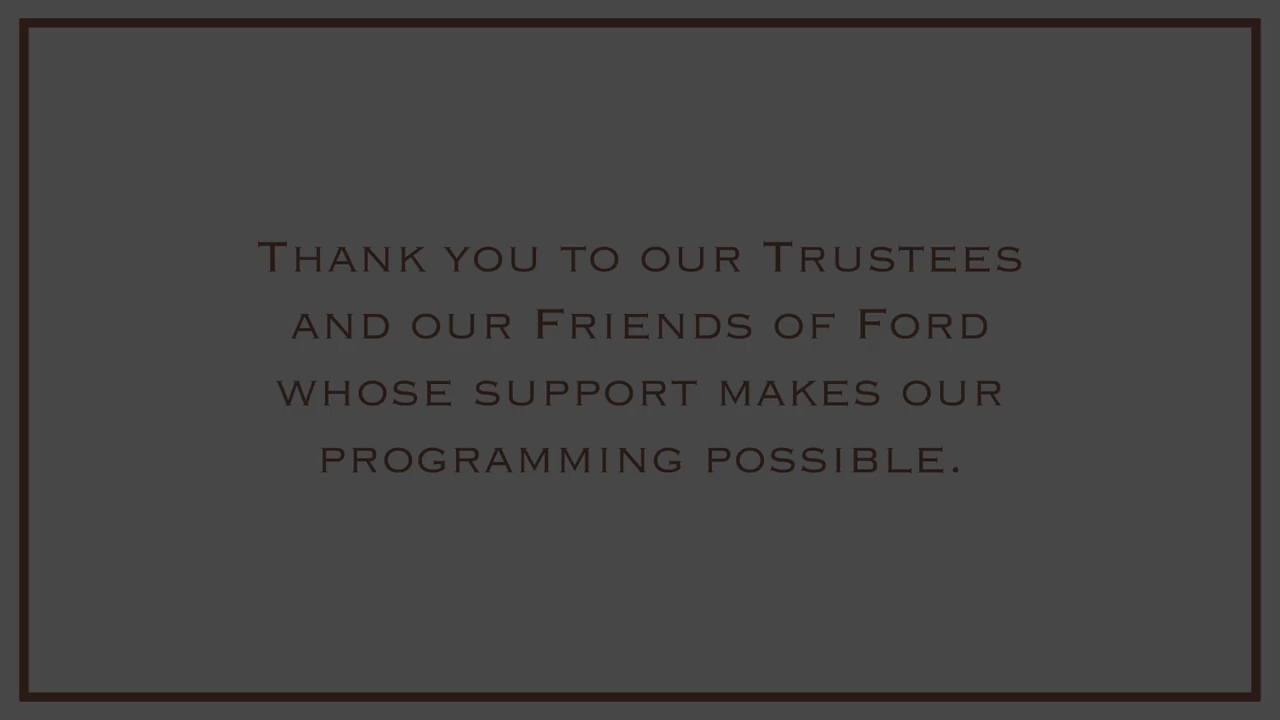 Thank you to our Trustees
and our Friends of Ford
whose support makes our
programming possible.